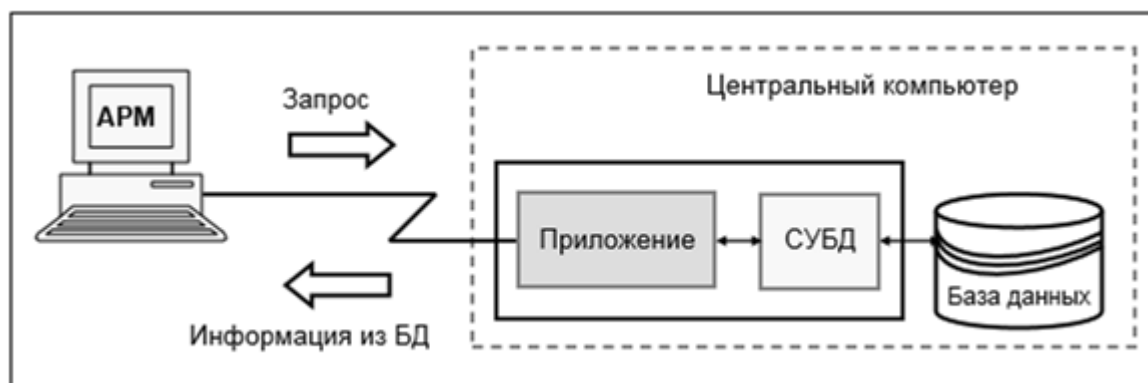 Центральный компьютер
Запрос
АРМ
Приложение
СУБД
База данных
Информация из БД